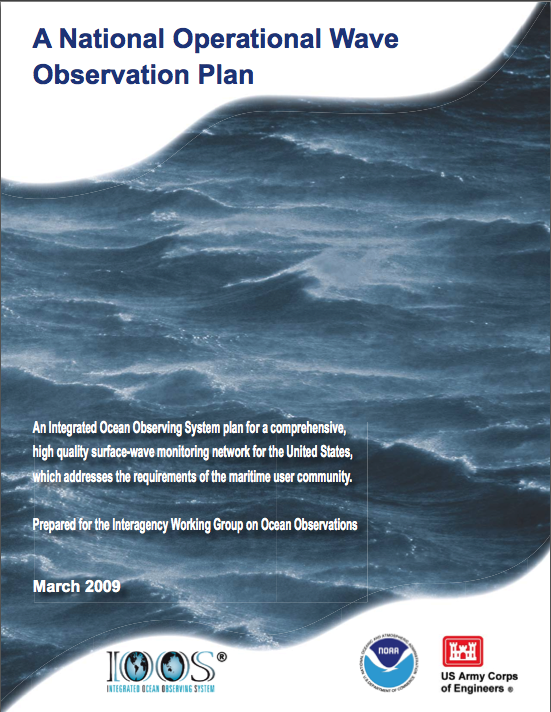 A National Operational Wave
Observation Plan
An Integrated Ocean Observing System plan for a comprehensive,
high quality surface-wave monitoring network for the United States,
which addresses the requirements of the maritime user community.
Prepared for the Interagency Working Group on Ocean Observations
March 2009
IOOS®
INTEGRATED OCEAN OBSERVING SYSTEM
NATIONAL OCEANIC AND ATMOSPHERIC ADMINISTRATION
NOAA
U.S. DEPARTMENT OF COMMERCE
US Army Corps
of Engineers ®